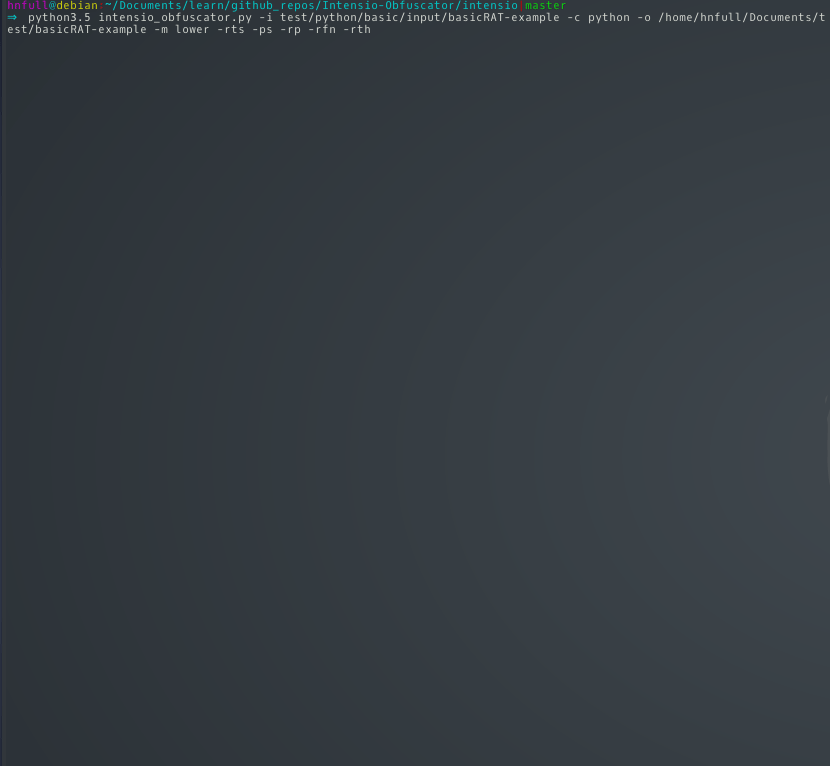 hnfull@debian ~/Documents/learn/github_repos/Intensio-Obfuscator/intensio master
⇒ python3.5 intensio_obfuscator.py -i test/python/basic/input/basicRAT-example -c python -o /home/hnfull/Documents/t
est/basicRAT-example -m lower -rts -ps -rp -rfn -rth